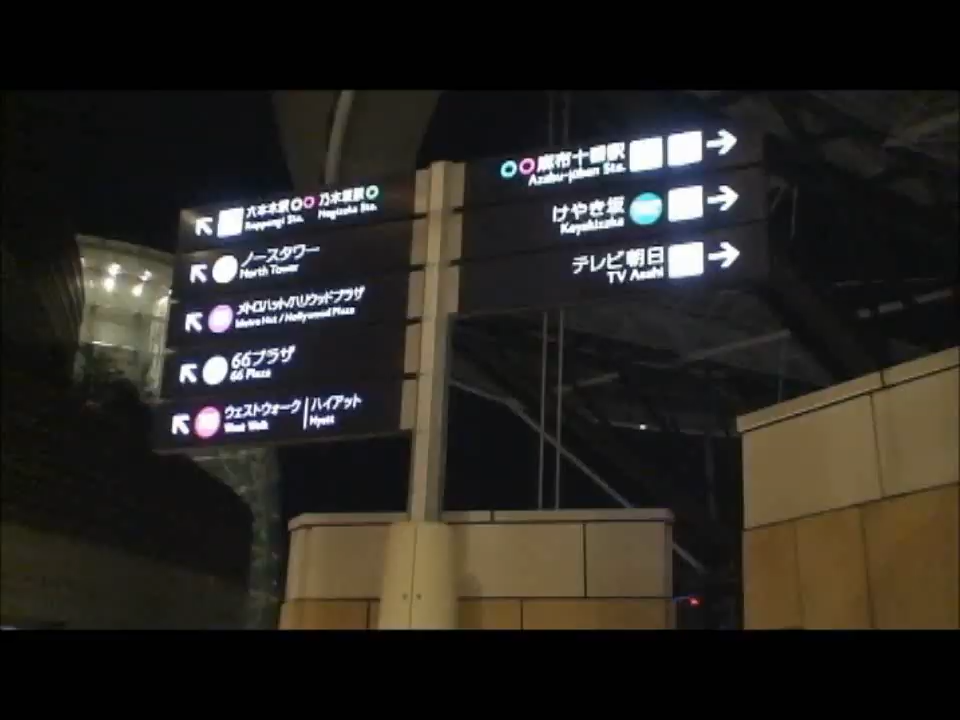 六本木駅 乃木坂駅
Roppongi Sta. Nogizaka Sta.
ノースタワー
North Tower
メトロハット/ハリウッドプラザ
Metro Hat / Hollywood Plaza
66プラザ
66 Plaza
ウェストウォーク ハイアット
West Walk Hyatt
麻布十番駅
Azabu-juban Sta.
けやき坂
Keyakizaka
テレビ朝日
TV Asahi